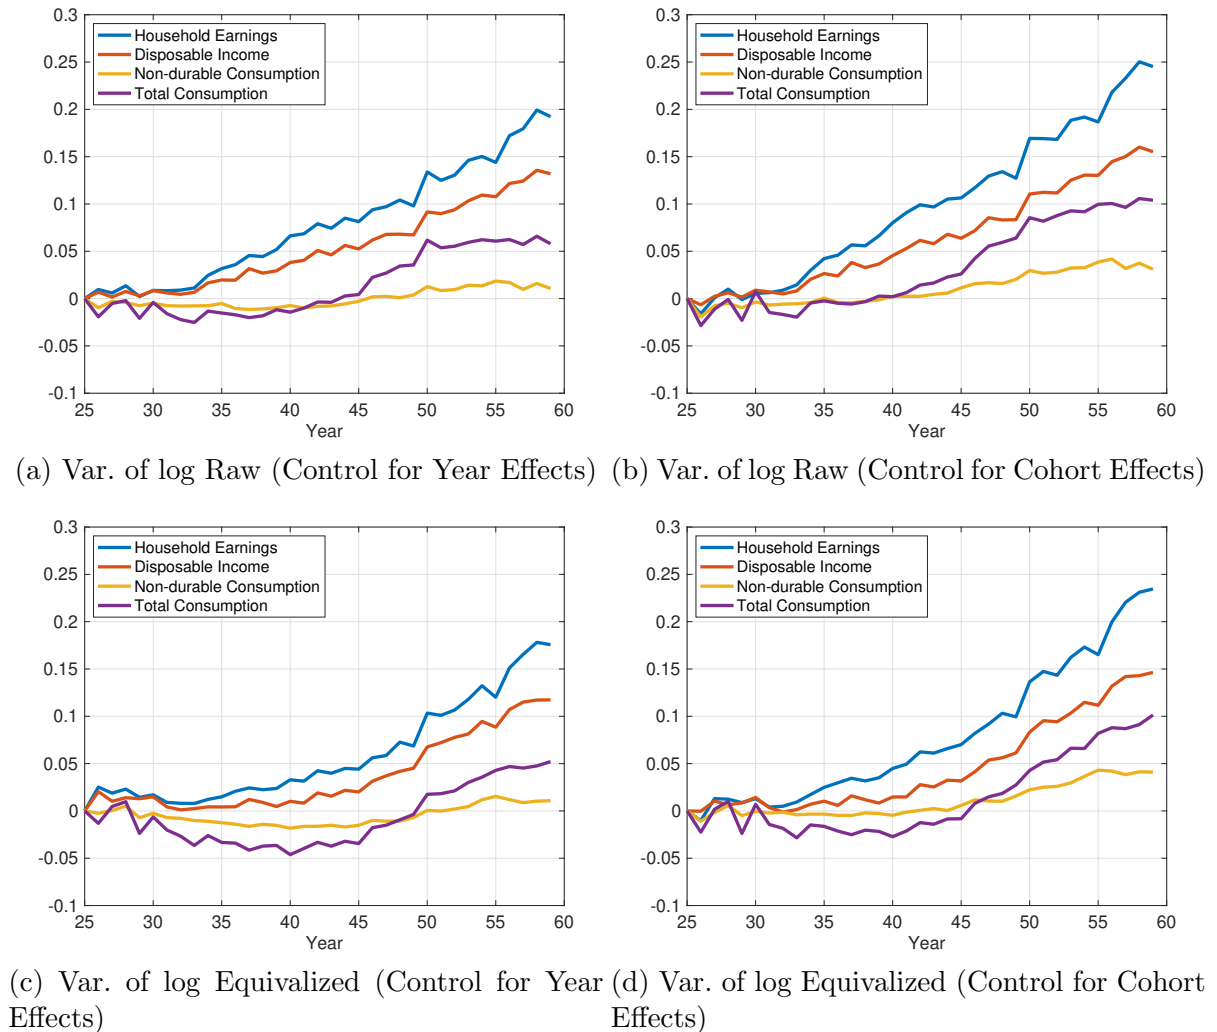 0.3
0.25
0.2
0.15
0.1
0.05
0
-0.05
-0.1
Household Earnings
Disposable Income
Non-durable Consumption
Total Consumption
25 30 35 40 45 50 55 60
Year
0.3
0.25
0.2
0.15
0.1
0.05
0
-0.05
-0.1
Household Earnings
Disposable Income
Non-durable Consumption
Total Consumption
25 30 35 40 45 50 55 60
Year
(a) Var. of log Raw (Control for Year Effects)
(b) Var. of log Raw (Control for Cohort Effects)
0.3
0.25
0.2
0.15
0.1
0.05
0
-0.05
-0.1
Household Earnings
Disposable Income
Non-durable Consumption
Total Consumption
25 30 35 40 45 50 55 60
Year
0.3
0.25
0.2
0.15
0.1
0.05
0
-0.05
-0.1
Household Earnings
Disposable Income
Non-durable Consumption
Total Consumption
25 30 35 40 45 50 55 60
Year
(c) Var. of log Equivalized (Control for Year
Effects)
(d) Var. of log Equivalized (Control for Cohort
Effects)